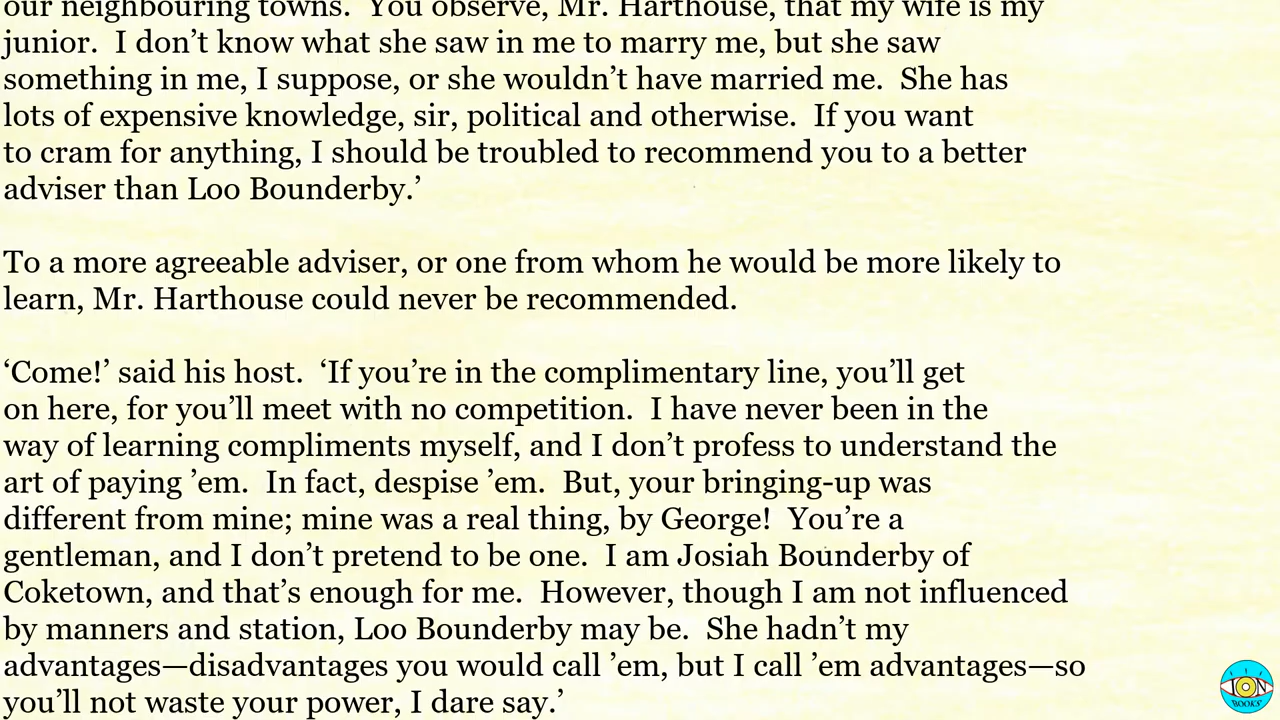 our neighbouring towns.  You observe, Mr. Harthouse, that my wife is my
junior.  I don’t know what she saw in me to marry me, but she saw
something in me, I suppose, or she wouldn’t have married me.  She has
lots of expensive knowledge, sir, political and otherwise.  If you want
to cram for anything, I should be troubled to recommend you to a better
adviser than Loo Bounderby.’

To a more agreeable adviser, or one from whom he would be more likely to
learn, Mr. Harthouse could never be recommended.

‘Come!’ said his host.  ‘If you’re in the complimentary line, you’ll get
on here, for you’ll meet with no competition.  I have never been in the
way of learning compliments myself, and I don’t profess to understand the
art of paying ’em.  In fact, despise ’em.  But, your bringing-up was
different from mine; mine was a real thing, by George!  You’re a
gentleman, and I don’t pretend to be one.  I am Josiah Bounderby of
Coketown, and that’s enough for me.  However, though I am not influenced
by manners and station, Loo Bounderby may be.  She hadn’t my
advantages—disadvantages you would call ’em, but I call ’em advantages—so
you’ll not waste your power, I dare say.’
ION
BOOKS